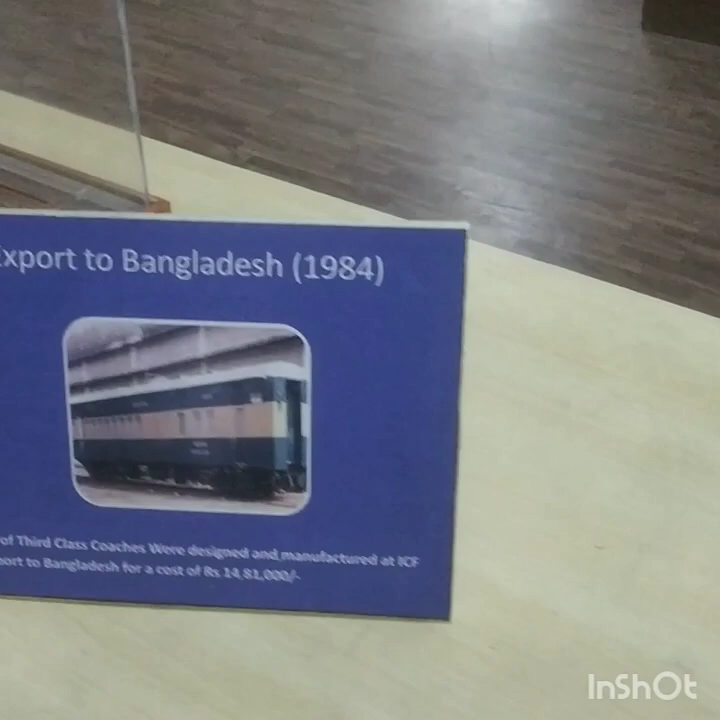 Export to Bangladesh (1984)
of Third Class Coaches Were designed and manufactured at ICF
port to Bangladesh for a cost of Rs 14,81,000/-
InShOt